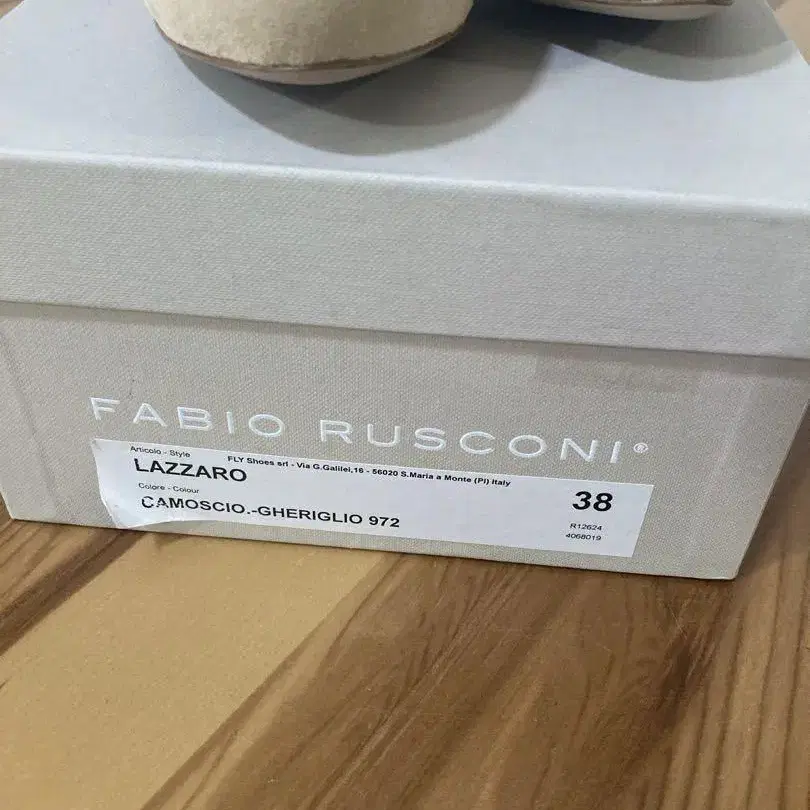 FABIO RUSCONI®
Articolo - Style
FLY Shoes srl - Via G.Galilei,16 - 56020 S.Maria a Monte (PI) Italy
LAZZARO
38
Colore - Colour
CAMOSCIO.-GHERIGLIO 972
R12624
4068019